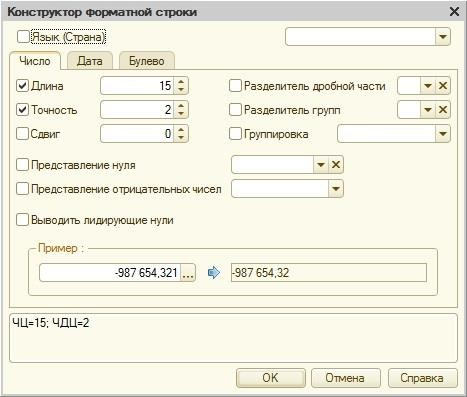 Конструктор форматной строки
Язык (Страна)
Число Дата Булево
Длина 15 Разделитель дробной части
Точность 2 Разделитель групп
Сдвиг 0 Группировка
Представление нуля
Представление отрицательных чисел
Выводить лидирующие нули
Пример :
-987 654,321 ... -987 654,32
ЧЦ=15; ЧДЦ=2
OK Отмена Справка